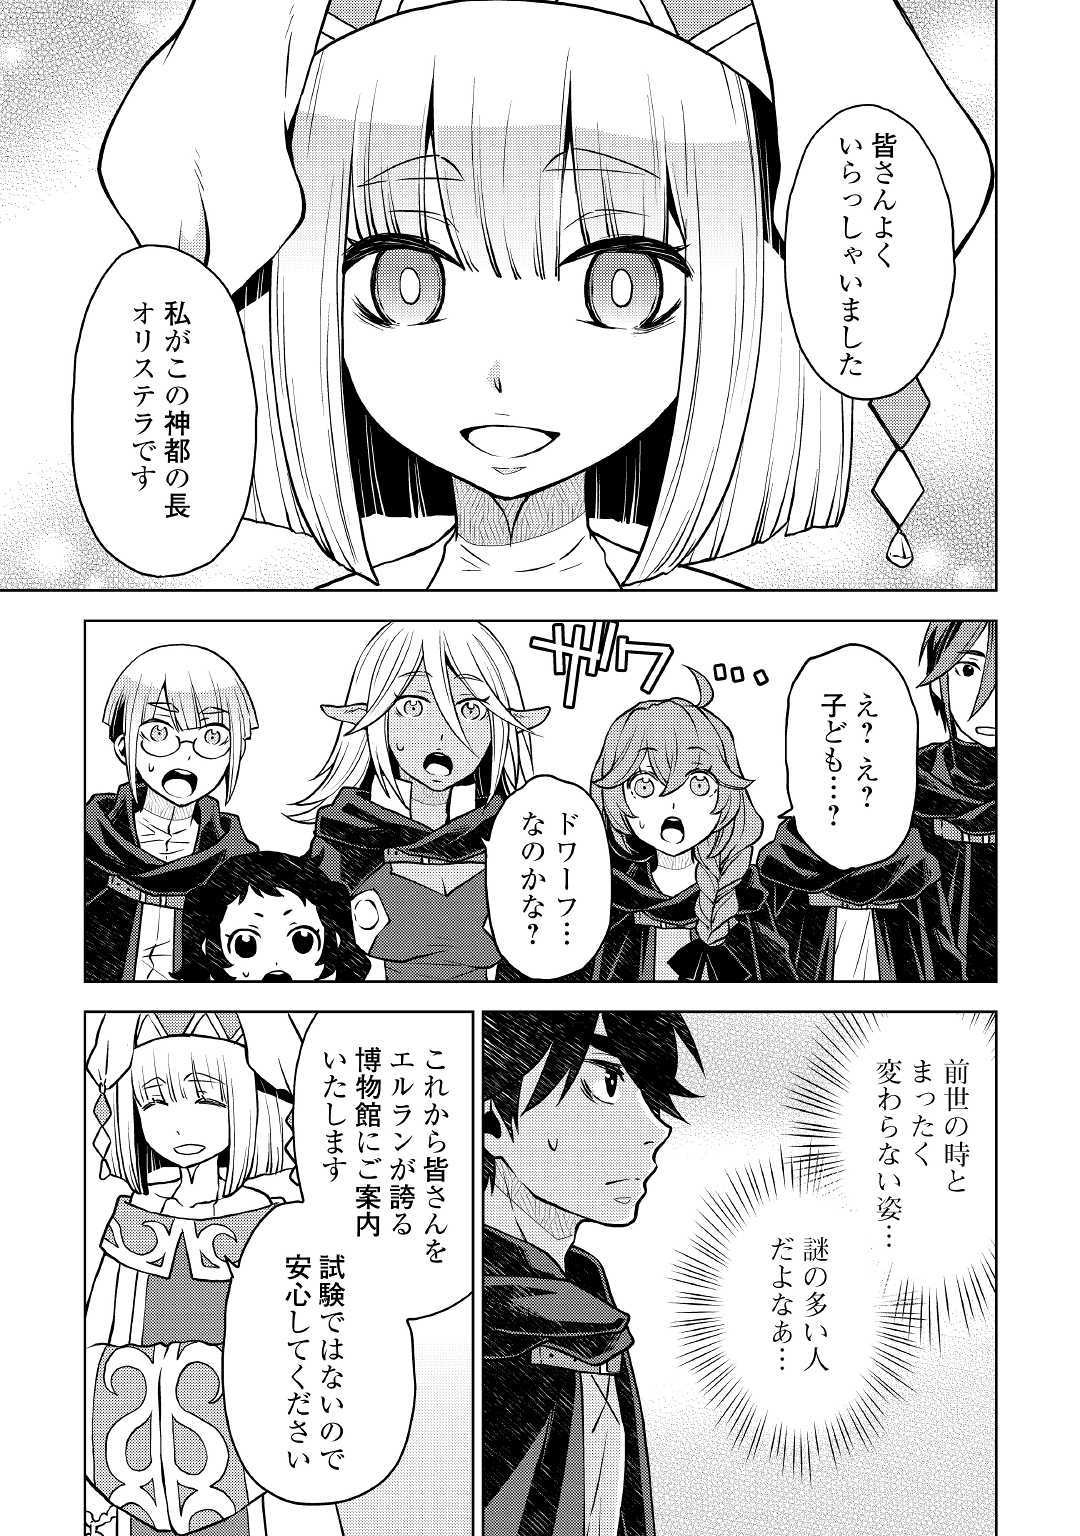 皆さんよく
いらっしゃいました
私がこの神都の長
オリステラです
え？え？
子ども…？
ザワ…
ドワーフ…
なのかな？
前世の時と
まったく
変わらない姿…
謎の多い人
だよなぁ…
これから皆さんを
エルランが誇る
博物館にご案内
いたします
試験ではないので
安心してください